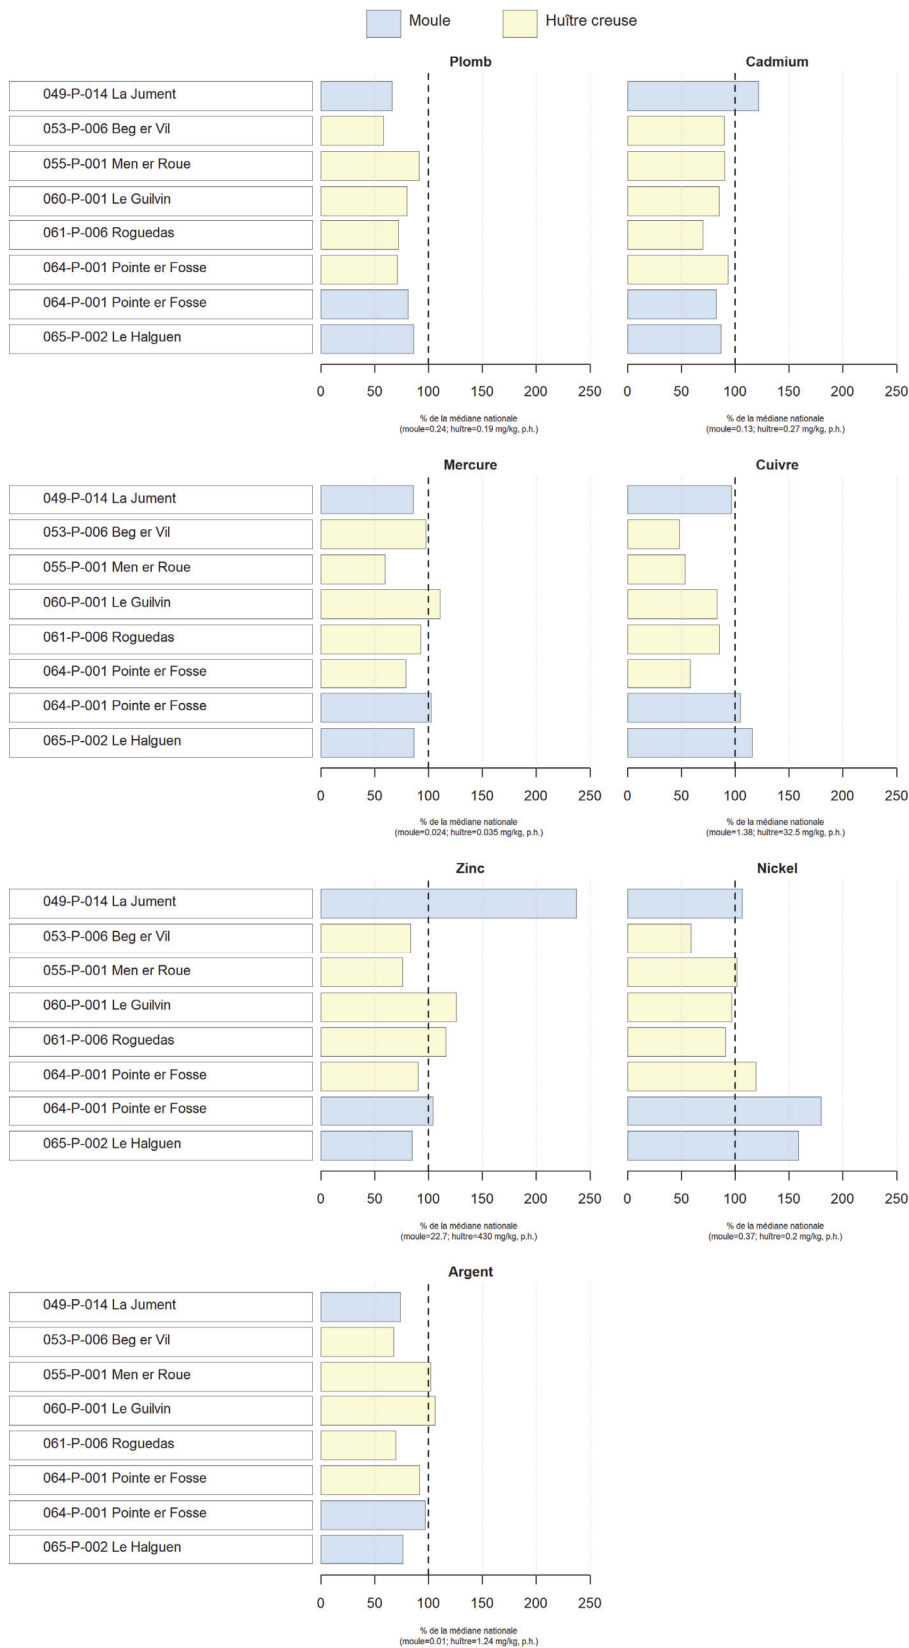 Moule Huître creuse
Plomb Cadmium
049-P-014 La Jument
053-P-006 Beg er Vil
055-P-001 Men er Roue
060-P-001 Le Guilvin
061-P-006 Roguedas
064-P-001 Pointe er Fosse
064-P-001 Pointe er Fosse
065-P-002 Le Halguen
0 50 100 150 200 250 0 50 100 150 200 250
% de la médiane nationale % de la médiane nationale
(moule=0.24; huître=0.19 mg/kg, p.h.) (moule=0.13; huître=0.27 mg/kg, p.h.)
Mercure Cuivre
049-P-014 La Jument
053-P-006 Beg er Vil
055-P-001 Men er Roue
060-P-001 Le Guilvin
061-P-006 Roguedas
064-P-001 Pointe er Fosse
064-P-001 Pointe er Fosse
065-P-002 Le Halguen
0 50 100 150 200 250 0 50 100 150 200 250
% de la médiane nationale % de la médiane nationale
(moule=0.024; huître=0.035 mg/kg, p.h.) (moule=1.38; huître=32.5 mg/kg, p.h.)
Zinc Nickel
049-P-014 La Jument
053-P-006 Beg er Vil
055-P-001 Men er Roue
060-P-001 Le Guilvin
061-P-006 Roguedas
064-P-001 Pointe er Fosse
064-P-001 Pointe er Fosse
065-P-002 Le Halguen
0 50 100 150 200 250 0 50 100 150 200 250
% de la médiane nationale % de la médiane nationale
(moule=22.7; huître=430 mg/kg, p.h.) (moule=0.37; huître=0.2 mg/kg, p.h.)
Argent
049-P-014 La Jument
053-P-006 Beg er Vil
055-P-001 Men er Roue
060-P-001 Le Guilvin
061-P-006 Roguedas
064-P-001 Pointe er Fosse
064-P-001 Pointe er Fosse
065-P-002 Le Halguen
0 50 100 150 200 250
% de la médiane nationale
(moule=0.01; huître=1.24 mg/kg, p.h.)